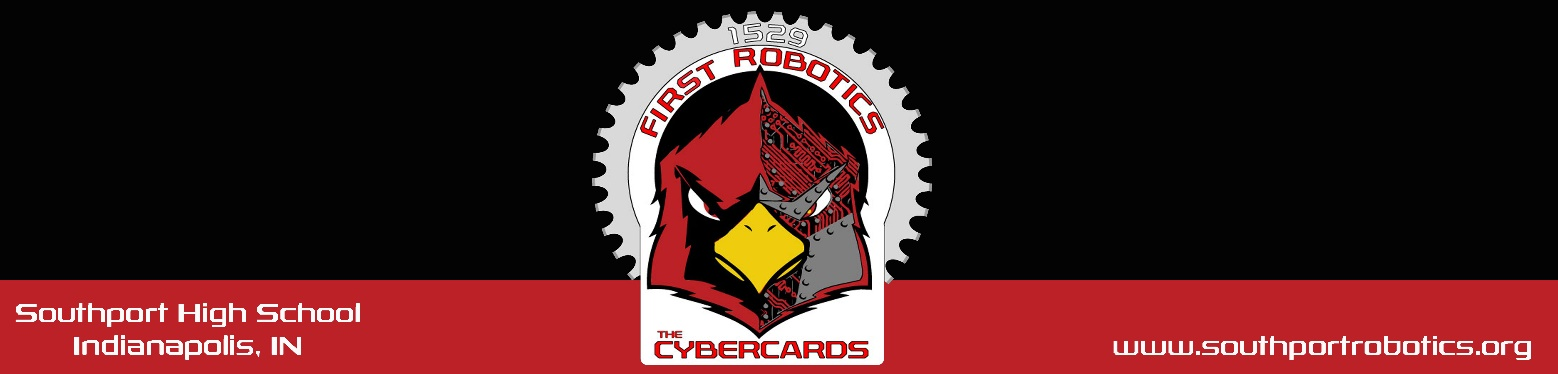 1529
FIRST ROBOTICS
THE
CYBERCARDS
Southport High School
Indianapolis, IN
www.southportrobotics.org